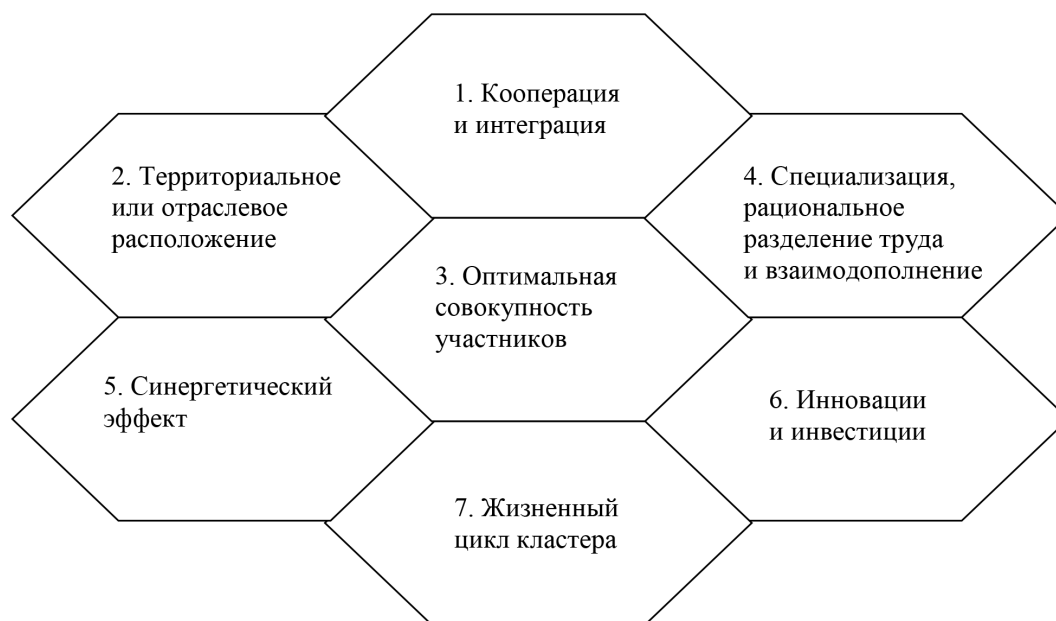 1. Кооперация
и интеграция
2. Территориальное
или отраслевое
расположение
4. Специализация,
рациональное
разделение труда
и взаимодополнение
3. Оптимальная
совокупность
участников
5. Синергетический
эффект
6. Инновации
и инвестиции
7. Жизненный
цикл кластера